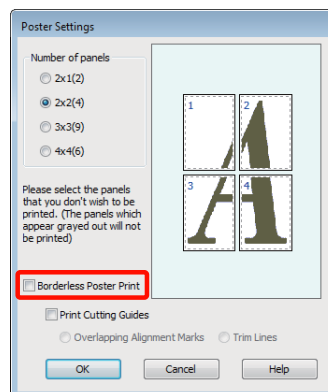 Poster Settings
Number of panels
2x1(2)
2x2(4)
3x3(9)
4x4(6)
1 2
3 4
Please select the panels
that you don't wish to be
printed. (The panels which
appear grayed out will not
be printed)
Borderless Poster Print
Print Cutting Guides
Overlapping Alignment Marks Trim Lines
OK Cancel Help